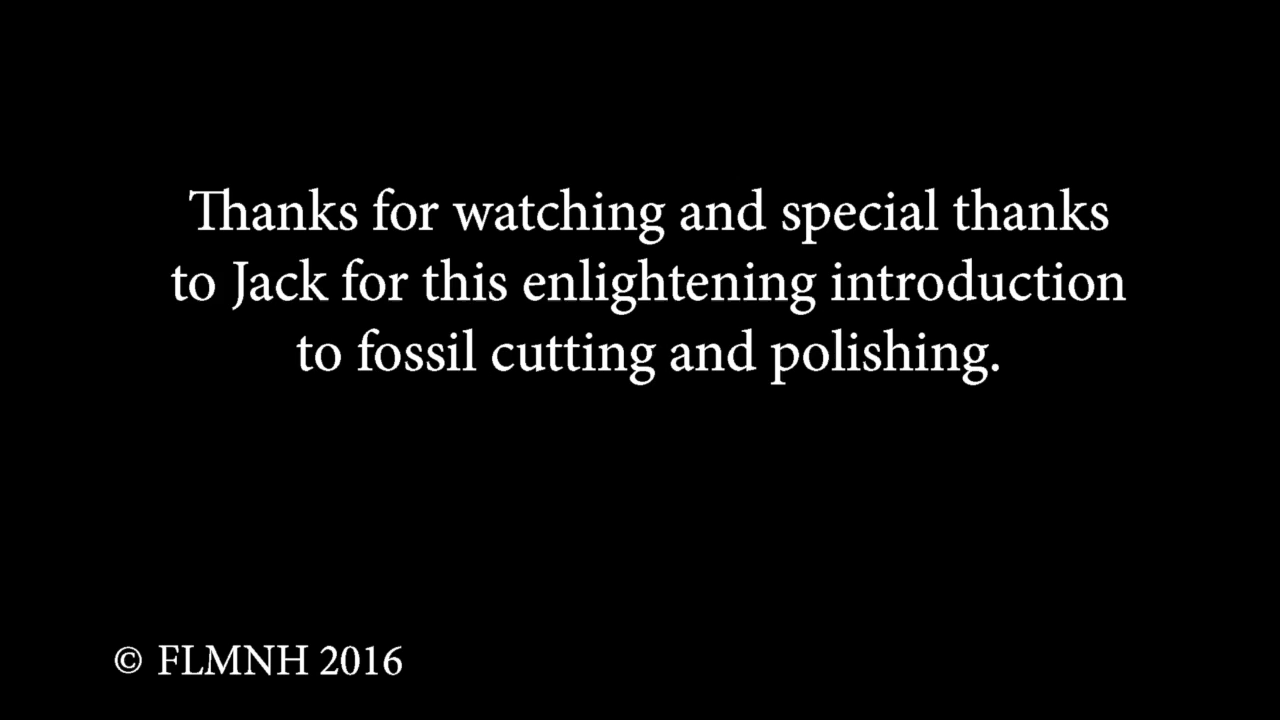 Thanks for watching and special thanks
to Jack for this enlightening introduction
to fossil cutting and polishing.
© FLMNH 2016